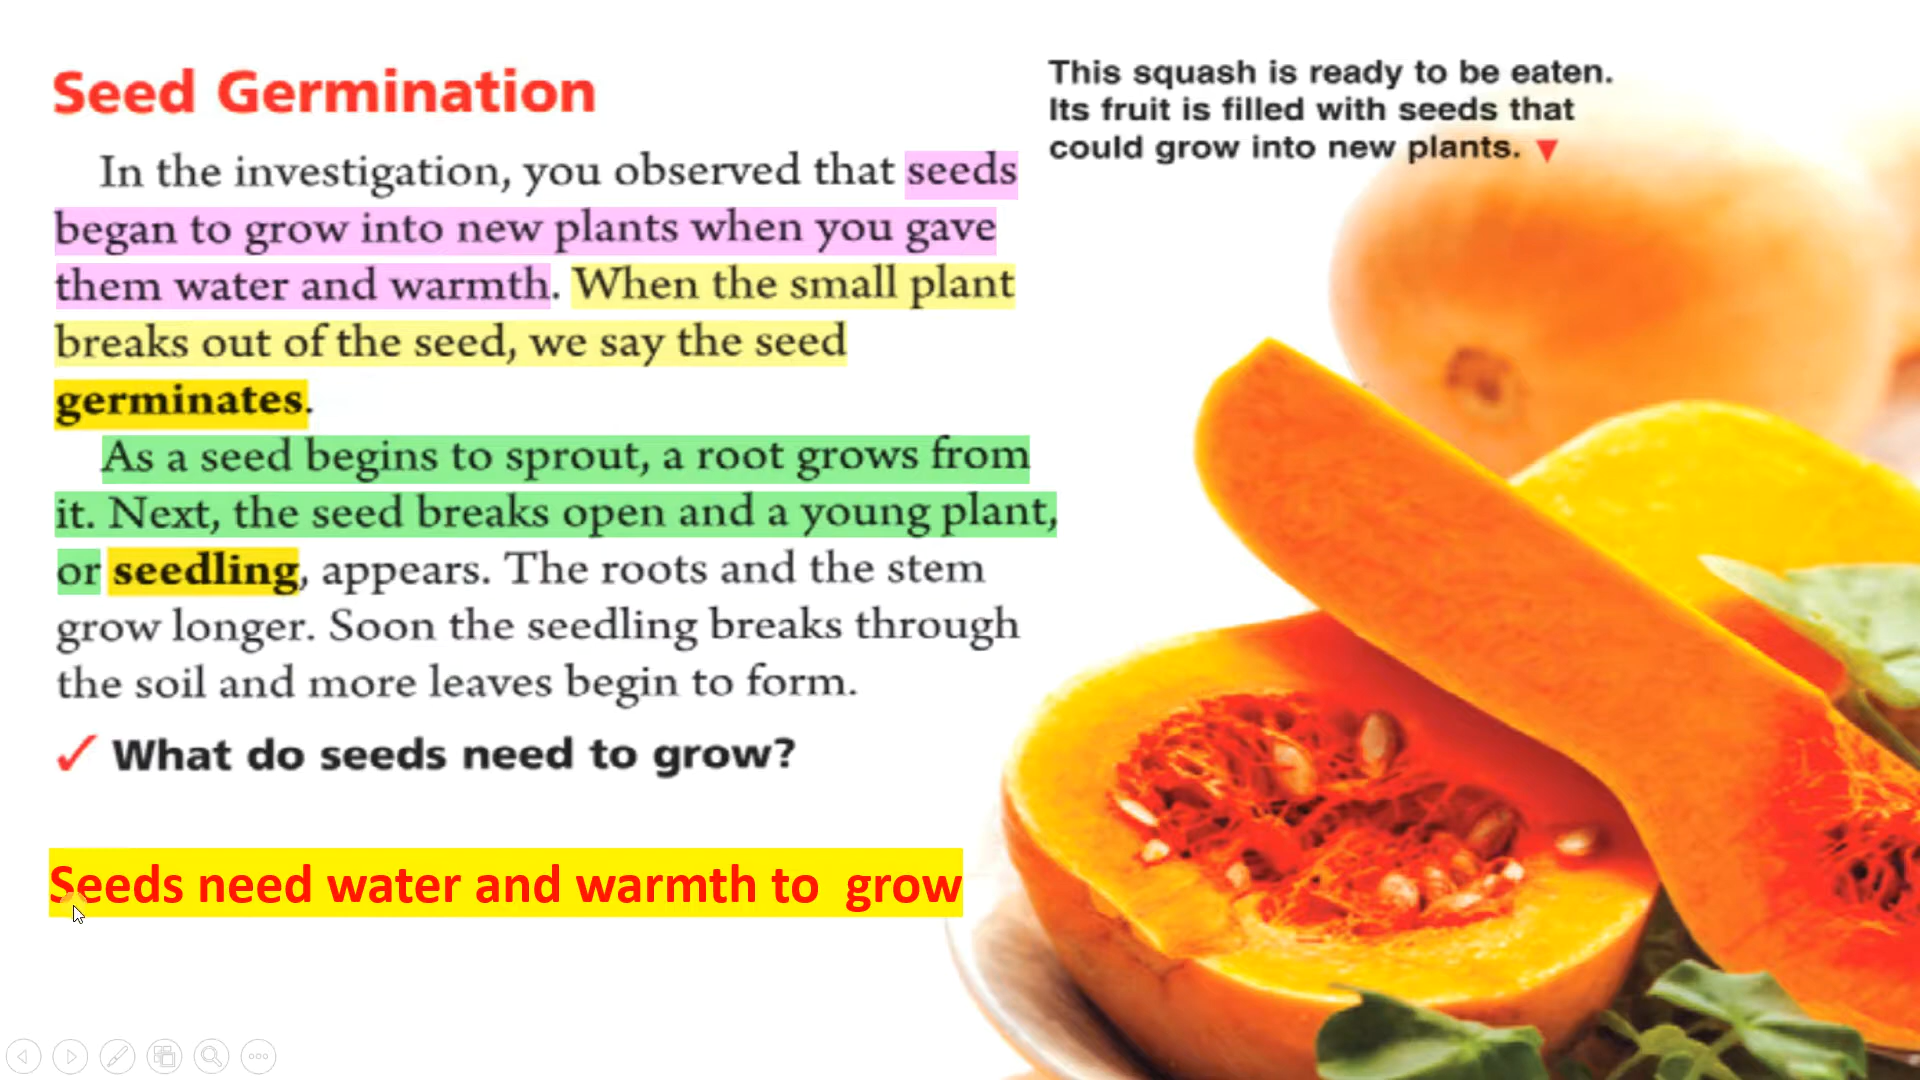 Seed Germination
In the investigation, you observed that seeds
began to grow into new plants when you gave
them water and warmth. When the small plant
breaks out of the seed, we say the seed
germinates.
As a seed begins to sprout, a root grows from
it. Next, the seed breaks open and a young plant,
or seedling, appears. The roots and the stem
grow longer. Soon the seedling breaks through
the soil and more leaves begin to form.
✓ What do seeds need to grow?
Seeds need water and warmth to  grow
This squash is ready to be eaten.
Its fruit is filled with seeds that
could grow into new plants. ▼